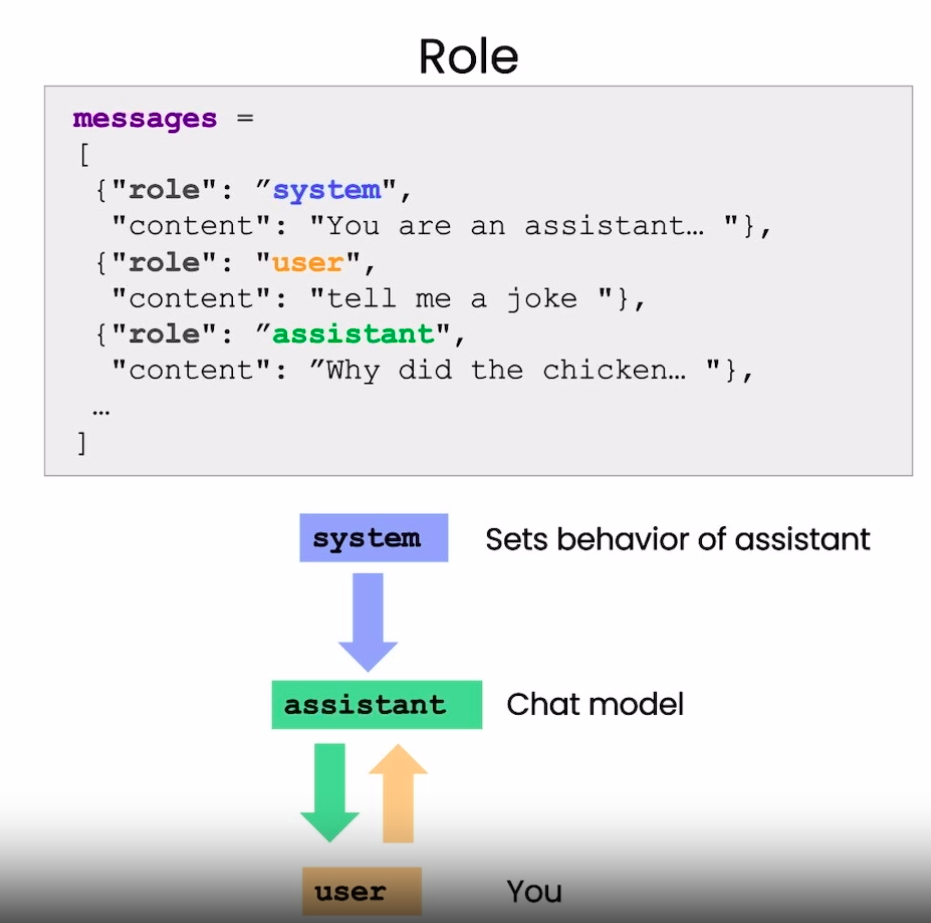 Role
messages =
[
{"role": ”system",
"content": "You are an assistant… "},
{"role": "user",
"content": "tell me a joke "},
{"role": ”assistant",
"content": ”Why did the chicken… "},
…
]
system Sets behavior of assistant
assistant Chat model
user You